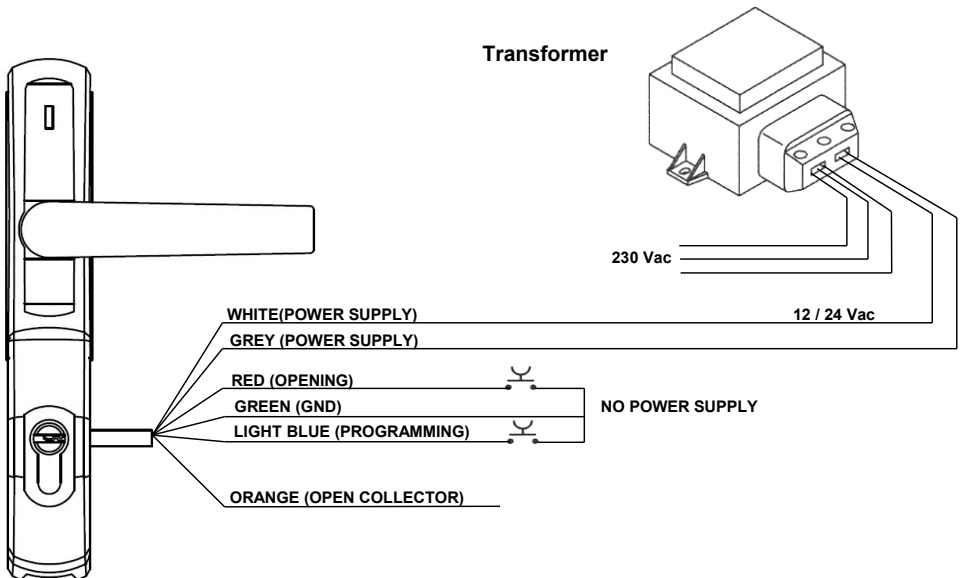 Transformer
230 Vac
WHITE(POWER SUPPLY)
12 / 24 Vac
GREY (POWER SUPPLY)
RED (OPENING)
GREEN (GND)
NO POWER SUPPLY
LIGHT BLUE (PROGRAMMING)
ORANGE (OPEN COLLECTOR)